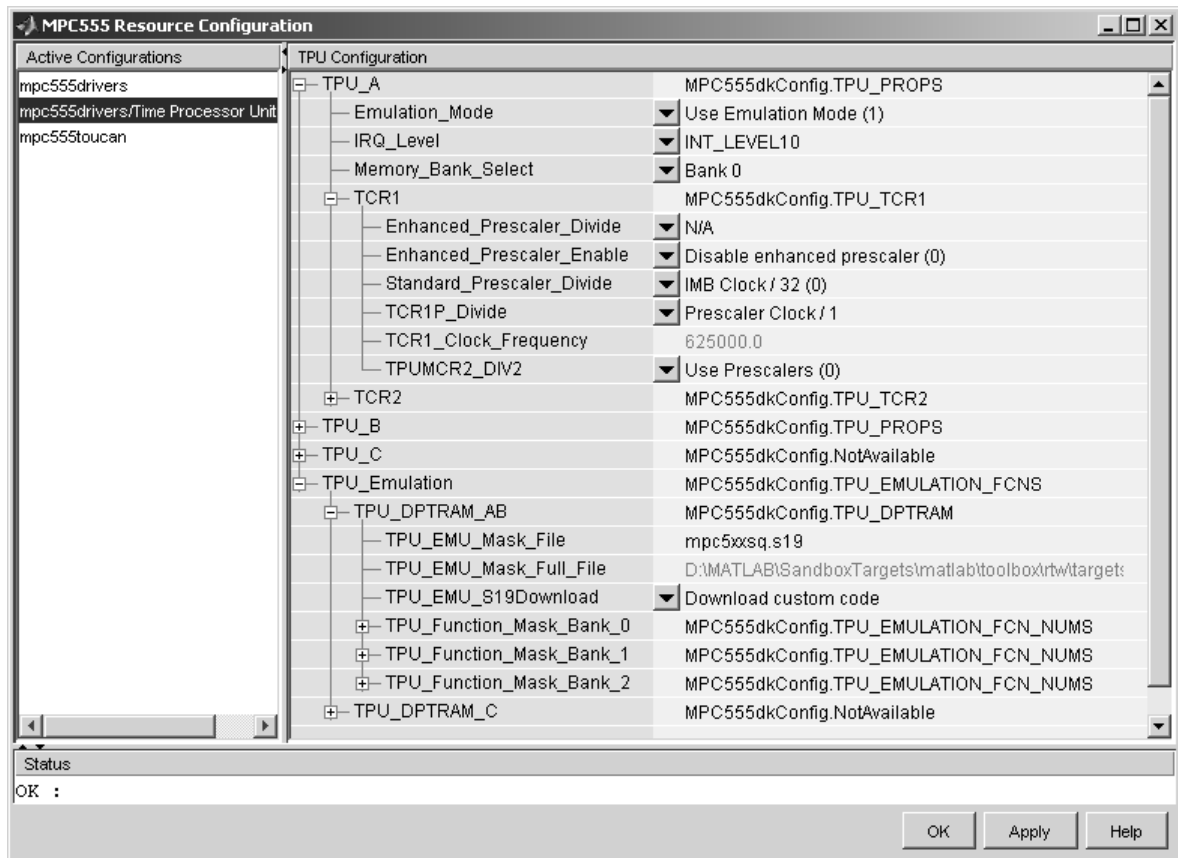 MPC555 Resource Configuration
Active Configurations
mpc555drivers
mpc555drivers/Time Processor Unit
mpc555toucan
TPU Configuration
TPU_A MPC555dkConfig.TPU_PROPS
Emulation_Mode Use Emulation Mode (1)
IRQ_Level INT_LEVEL10
Memory_Bank_Select Bank 0
TCR1 MPC555dkConfig.TPU_TCR1
Enhanced_Prescaler_Divide N/A
Enhanced_Prescaler_Enable Disable enhanced prescaler (0)
Standard_Prescaler_Divide IMB Clock / 32 (0)
TCR1P_Divide Prescaler Clock / 1
TCR1_Clock_Frequency 625000.0
TPUMCR2_DIV2 Use Prescalers (0)
TCR2 MPC555dkConfig.TPU_TCR2
TPU_B MPC555dkConfig.TPU_PROPS
TPU_C MPC555dkConfig.NotAvailable
TPU_Emulation MPC555dkConfig.TPU_EMULATION_FCNS
TPU_DPTRAM_AB MPC555dkConfig.TPU_DPTRAM
TPU_EMU_Mask_File mpc5xxsq.s19
TPU_EMU_Mask_Full_File D:\MATLAB\SandboxTargets\matlab\toolbox\rtw\targets
TPU_EMU_S19Download Download custom code
TPU_Function_Mask_Bank_0 MPC555dkConfig.TPU_EMULATION_FCN_NUMS
TPU_Function_Mask_Bank_1 MPC555dkConfig.TPU_EMULATION_FCN_NUMS
TPU_Function_Mask_Bank_2 MPC555dkConfig.TPU_EMULATION_FCN_NUMS
TPU_DPTRAM_C MPC555dkConfig.NotAvailable
Status
OK :
OK Apply Help